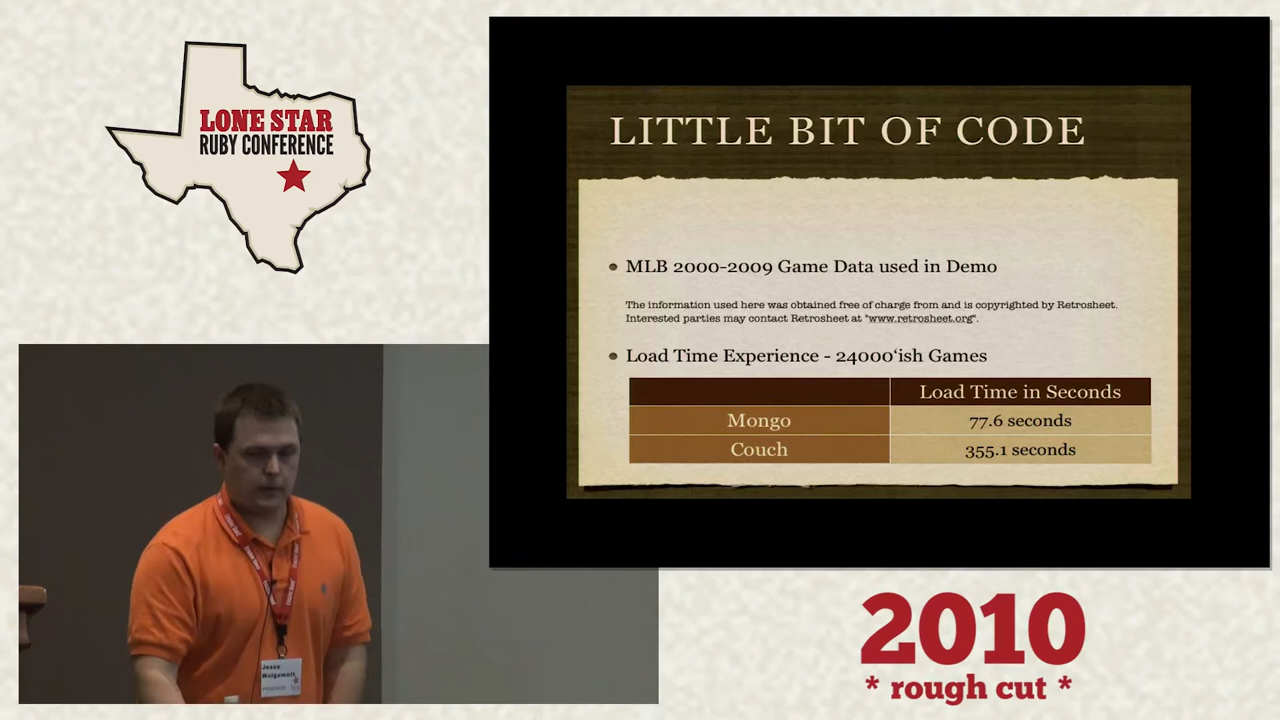 LONE STAR
RUBY CONFERENCE
LITTLE BIT OF CODE
MLB 2000-2009 Game Data used in Demo
The information used here was obtained free of charge from and is copyrighted by Retrosheet.
Interested parties may contact Retrosheet at "www.retrosheet.org".
Load Time Experience - 24000‘ish Games
Load Time in Seconds
Mongo 77.6 seconds
Couch 355.1 seconds
Jesse
Wolgamott
2010
* rough cut *